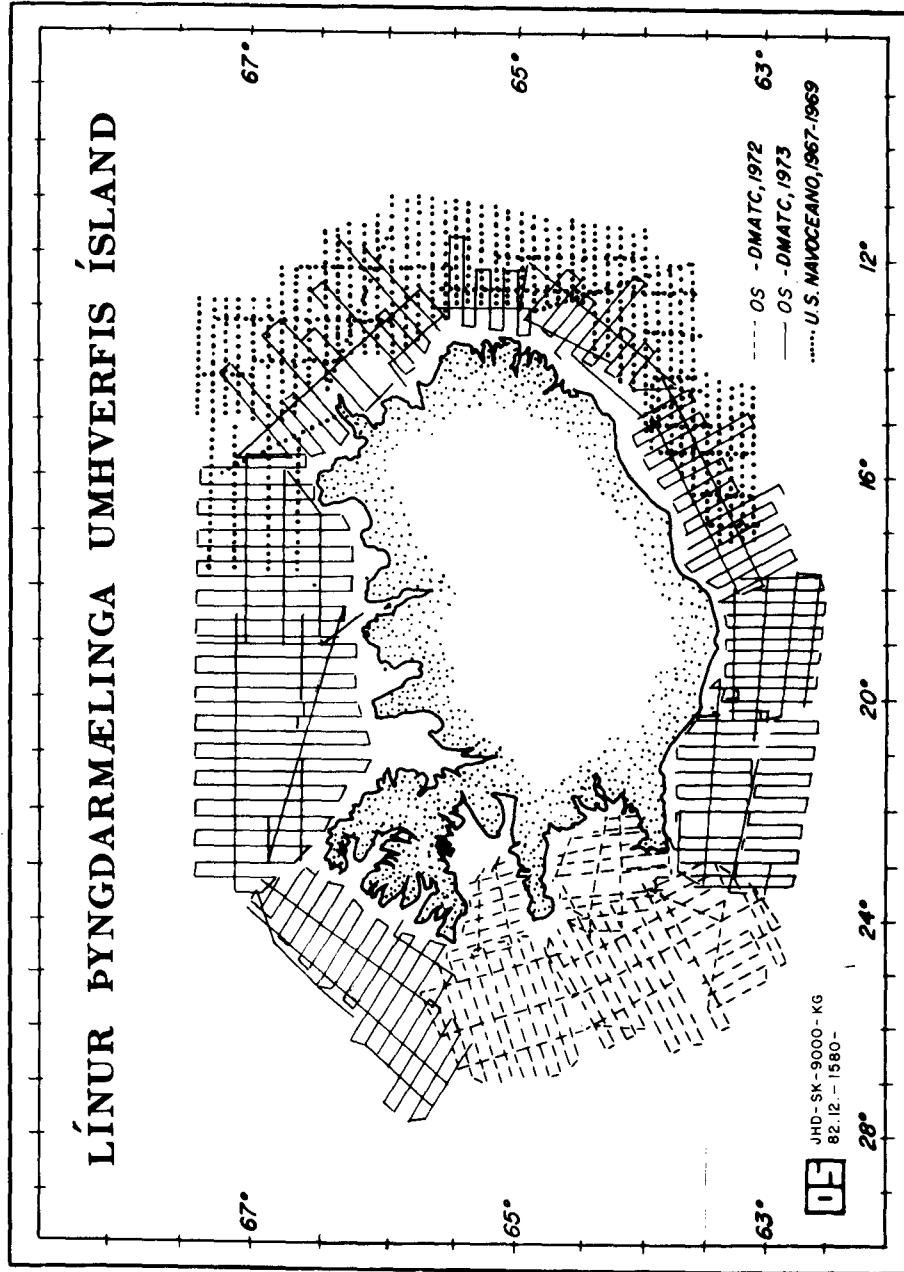 LÍNUR ÞYNGDARMÆLINGA UMHVERFIS ÍSLAND
67°
67°
65°
65°
63°
63°
---- OS - DMATC, 1972
—— OS - DMATC, 1973
...... U.S. NAVOCEANO, 1967-1969
28°
24°
20°
16°
12°
OS
JHD-SK-9000-KG
82.12.-1580-